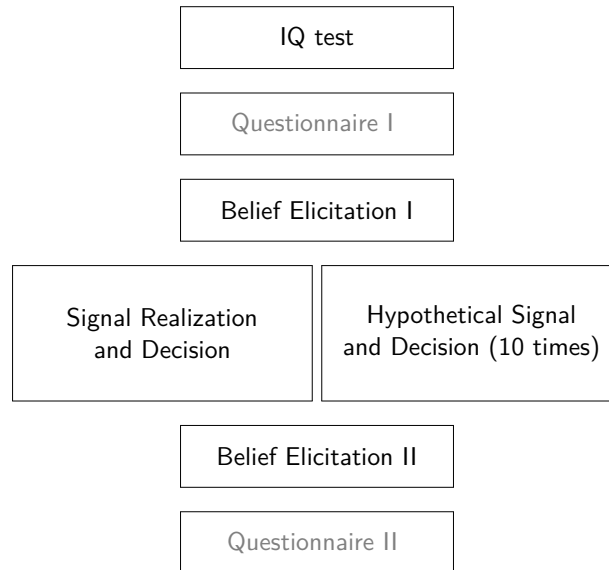 IQ test
Questionnaire I
Belief Elicitation I
Signal Realization
and Decision
Hypothetical Signal
and Decision (10 times)
Belief Elicitation II
Questionnaire II